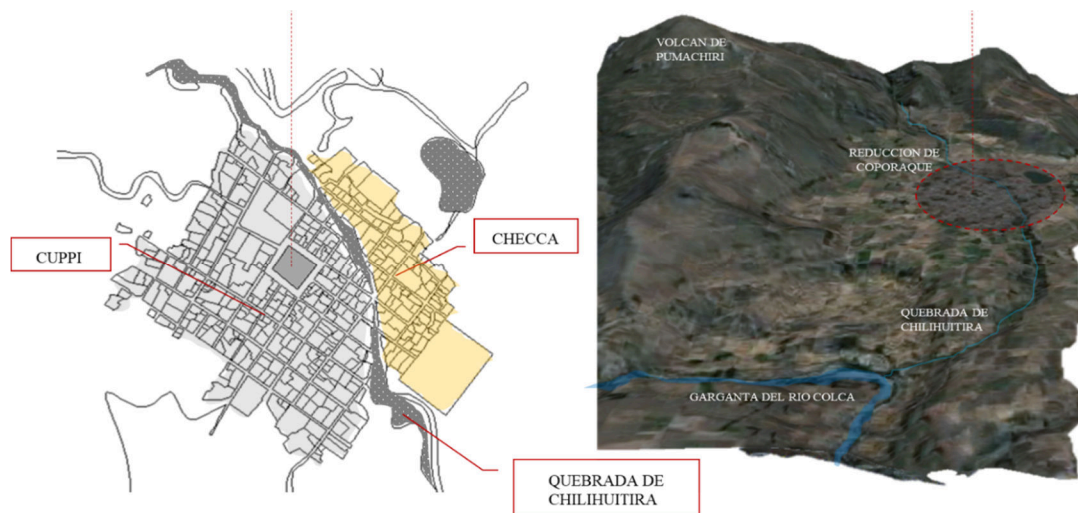 CUPPI
CHECCA
QUEBRADA DE
CHILIHUITIRA
VOLCAN DE
PUMACHIRI
REDUCCION DE
COPORAQUE
QUEBRADA DE
CHILIHUITIRA
GARGANTA DEL RIO COLCA